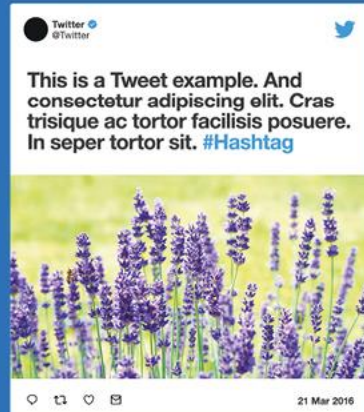 Twitter
@Twitter
This is a Tweet example. And
consectetur adipiscing elit. Cras
trisique ac tortor facilisis posuere.
In seper tortor sit. #Hashtag
21 Mar 2016